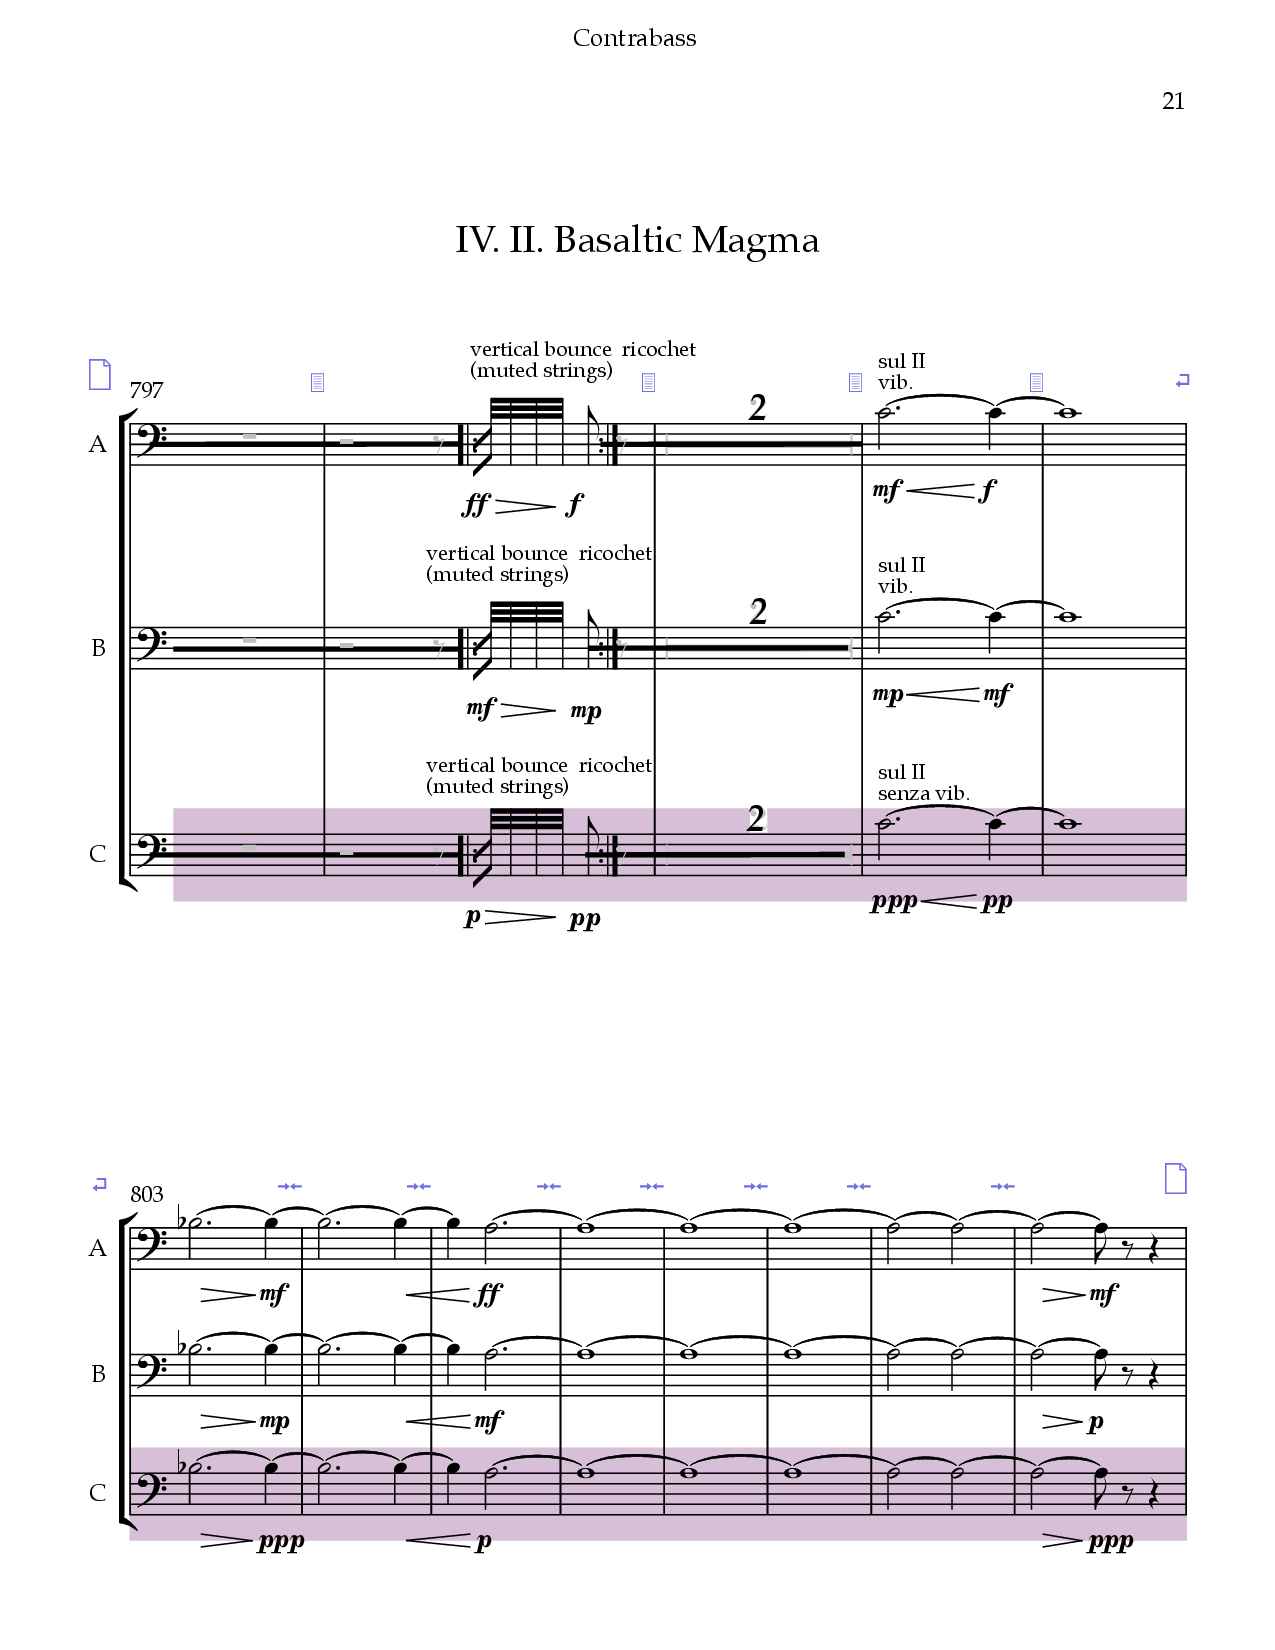 Contrabass
21
IV. II. Basaltic Magma
vertical bounce ricochet
(muted strings)
797
2
sul II
vib.
A
ff f
mf f
vertical bounce ricochet
(muted strings)
2
sul II
vib.
B
mf mp
mp mf
vertical bounce ricochet
(muted strings)
2
sul II
senza vib.
C
p pp
ppp pp
803
A
mf ff mf
B
mp mf p
C
ppp p ppp